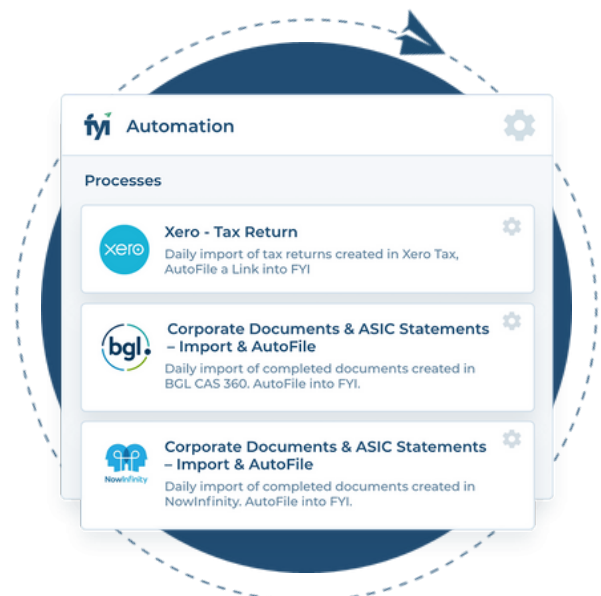 fyi Automation
Processes
xero
Xero - Tax Return
Daily import of tax returns created in Xero Tax,
AutoFile a Link into FYI
bgl.
Corporate Documents & ASIC Statements
– Import & AutoFile
Daily import of completed documents created in
BGL CAS 360. AutoFile into FYI.
NowInfinity
Corporate Documents & ASIC Statements
– Import & AutoFile
Daily import of completed documents created in
NowInfinity. AutoFile into FYI.